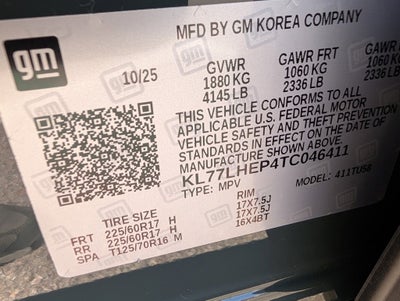 gm
MFD BY GM KOREA COMPANY
10/25
GVWR
1880 KG
4145 LB
GAWR FRT
1060 KG
2336 LB
GAWR
1060 KG
2336 LB
THIS VEHICLE CONFORMS TO ALL
APPLICABLE U.S. FEDERAL MOTOR
VEHICLE SAFETY AND THEFT PREVENTION
STANDARDS IN EFFECT ON THE DATE OF
MANUFACTURE SHOWN ABOVE.
KL77LHEP4TC046411
TYPE: MPV
MODEL: 411TU58
TIRE SIZE
RIM
FRT 225/60R17 H 17X7.5J
RR 225/60R17 H 17X7.5J
SPA T125/70R16 M 16X4BT